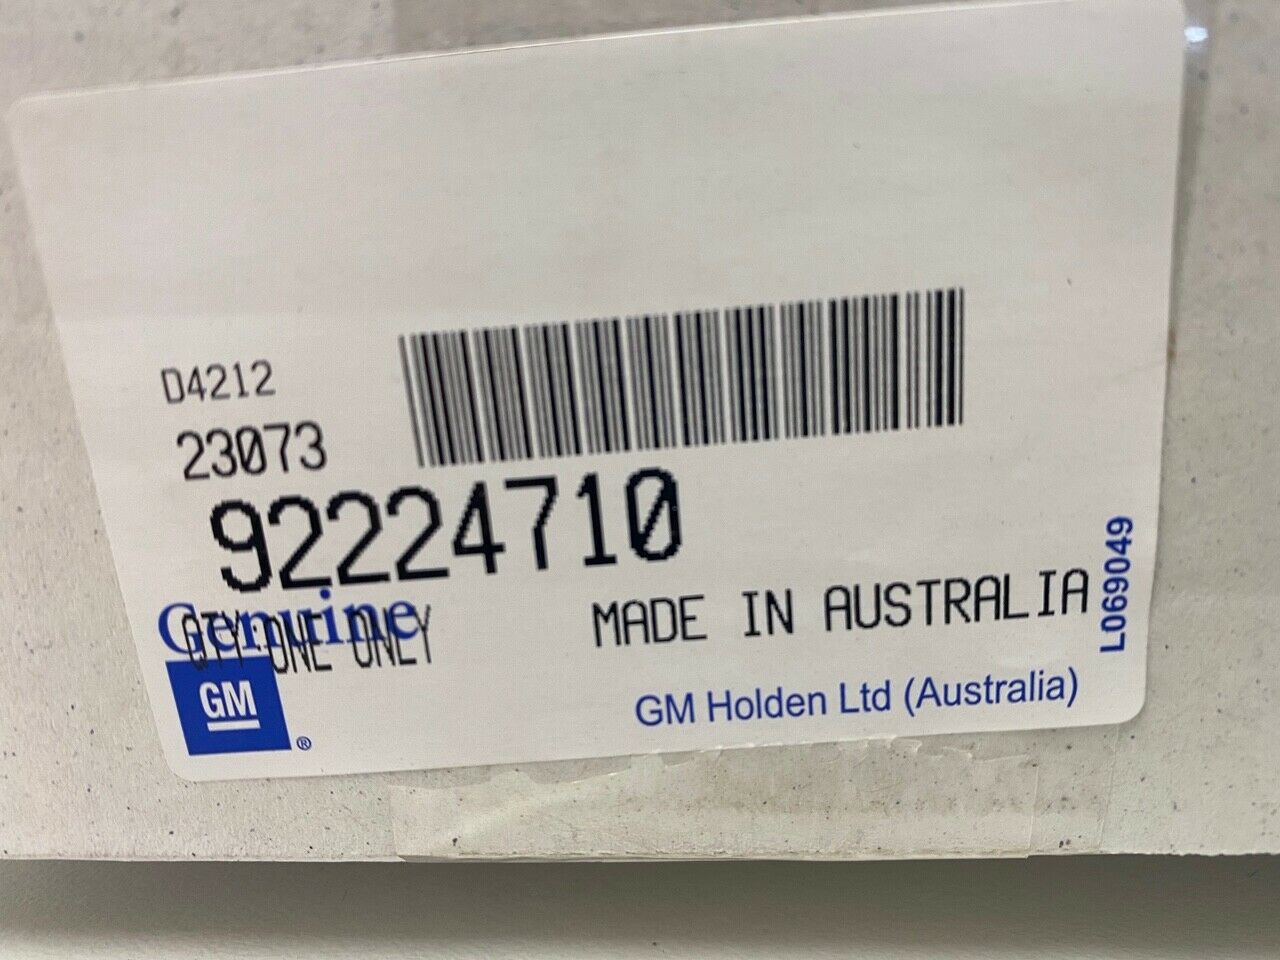 D4212
23073
92224710
Genuine
QTY:ONE ONLY
MADE IN AUSTRALIA
L069049
GM ®
GM Holden Ltd (Australia)